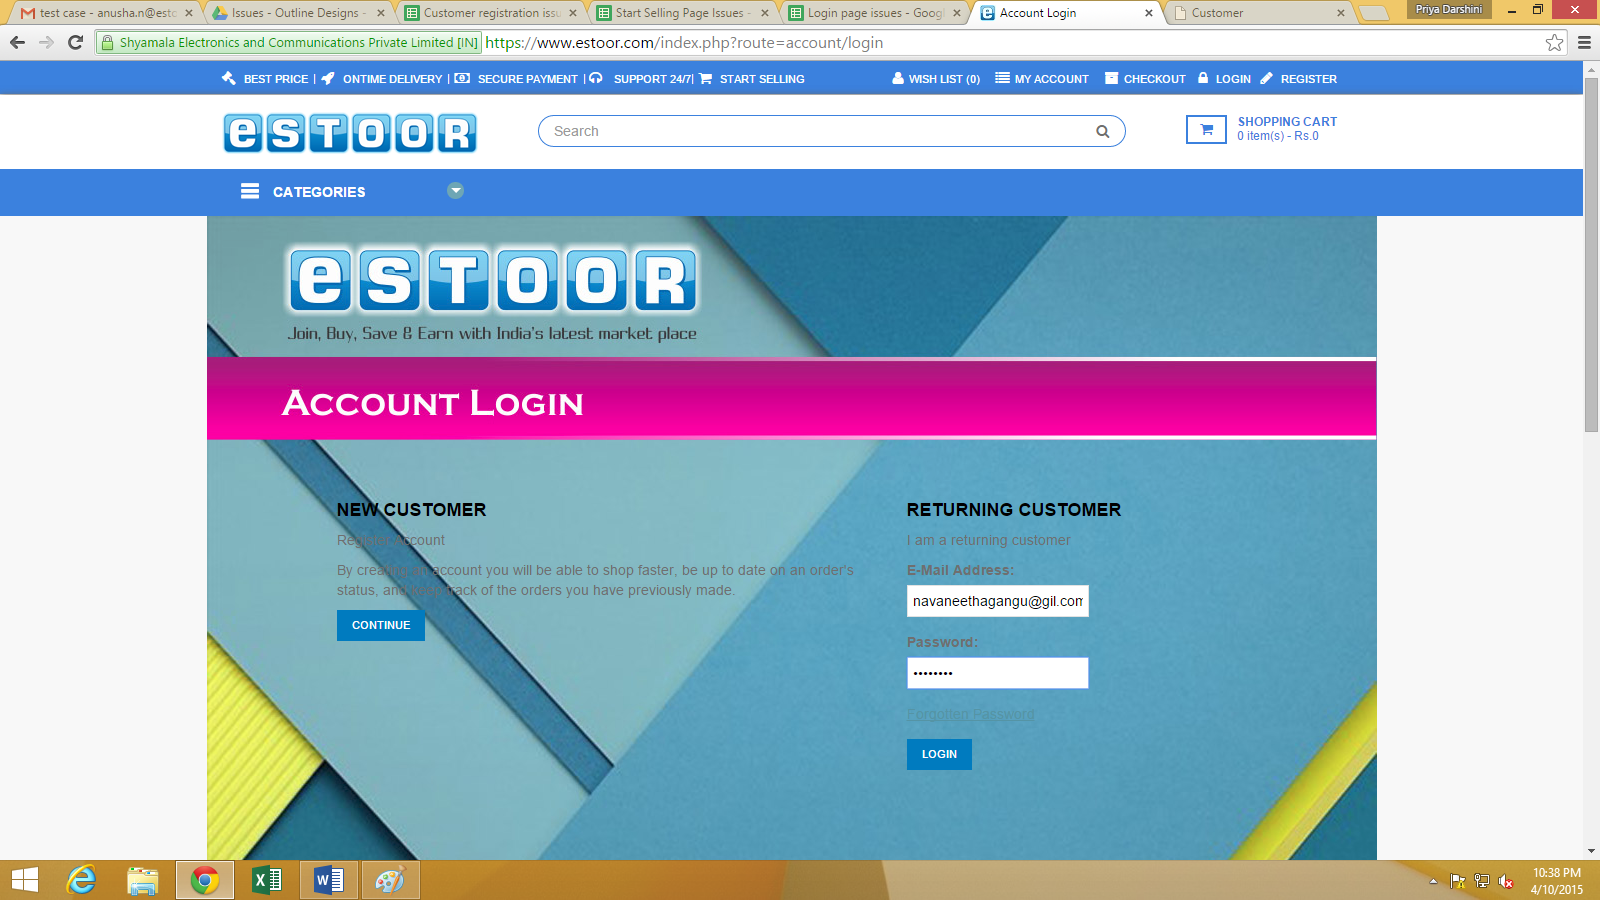 test case - anusha.n@esto
Issues - Outline Designs -
Customer registration issu
Start Selling Page Issues -
Login page issues - Googl
Account Login
Customer
Priya Darshini
Shyamala Electronics and Communications Private Limited [IN] https://www.estoor.com/index.php?route=account/login
BEST PRICE | ONTIME DELIVERY | SECURE PAYMENT | SUPPORT 24/7| START SELLING
WISH LIST (0) MY ACCOUNT CHECKOUT LOGIN REGISTER
eSTOOR
Search
SHOPPING CART
0 item(s) - Rs.0
CATEGORIES
eSTOOR
Join, Buy, Save & Earn with India's latest market place
Account Login
NEW CUSTOMER
Register Account
By creating an account you will be able to shop faster, be up to date on an order's
status, and keep track of the orders you have previously made.
CONTINUE
RETURNING CUSTOMER
I am a returning customer
E-Mail Address:
navaneethagangu@gil.com
Password:
••••••••
Forgotten Password
LOGIN
10:38 PM
4/10/2015